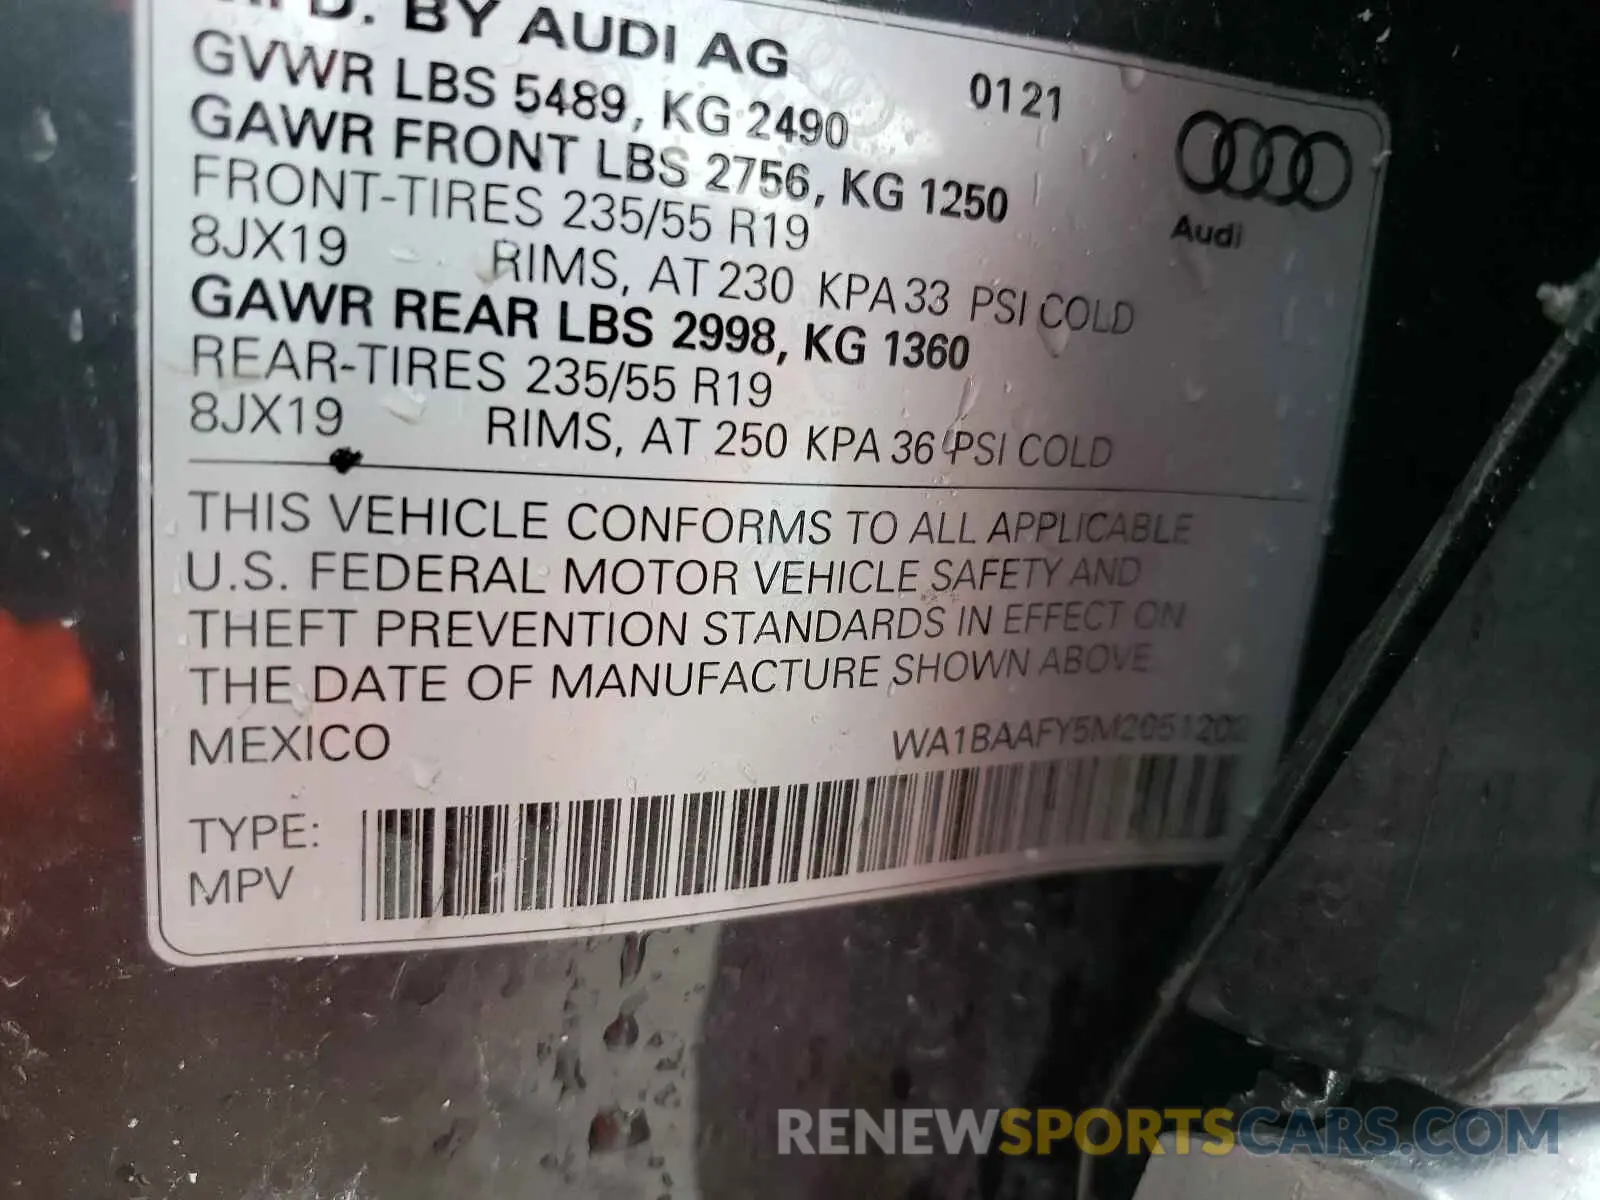 BY AUDI AG
0121
GVWR LBS 5489, KG 2490
GAWR FRONT LBS 2756, KG 1250
FRONT-TIRES 235/55 R19
8JX19 RIMS, AT 230 KPA 33 PSI COLD
GAWR REAR LBS 2998, KG 1360
REAR-TIRES 235/55 R19
8JX19 RIMS, AT 250 KPA 36 PSI COLD
Audi
THIS VEHICLE CONFORMS TO ALL APPLICABLE
U.S. FEDERAL MOTOR VEHICLE SAFETY AND
THEFT PREVENTION STANDARDS IN EFFECT ON
THE DATE OF MANUFACTURE SHOWN ABOVE
MEXICO
TYPE:
MPV
RENEWSPORTSCARS.COM